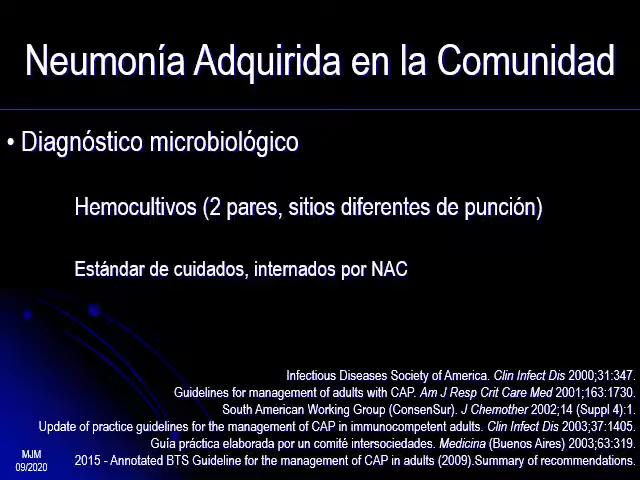 Neumonía Adquirida en la Comunidad
• Diagnóstico microbiológico
Hemocultivos (2 pares, sitios diferentes de punción)
Estándar de cuidados, internados por NAC
Infectious Diseases Society of America. Clin Infect Dis 2000;31:347.
Guidelines for management of adults with CAP. Am J Resp Crit Care Med 2001;163:1730.
South American Working Group (ConsenSur). J Chemother 2002;14 (Suppl 4):1.
Update of practice guidelines for the management of CAP in immunocompetent adults. Clin Infect Dis 2003;37:1405.
Guía práctica elaborada por un comité intersociedades. Medicina (Buenos Aires) 2003;63:319.
2015 - Annotated BTS Guideline for the management of CAP in adults (2009).Summary of recommendations.
MJM
09/2020